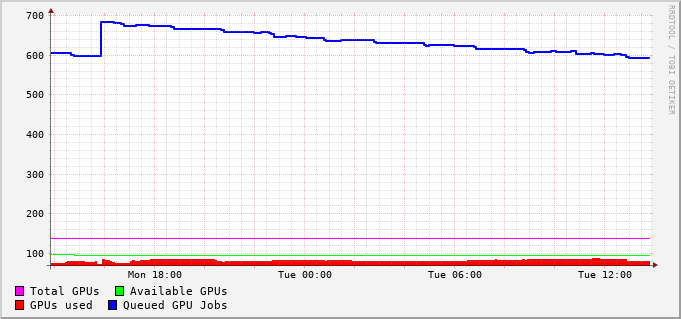 700
600
500
400
300
200
100
Mon 18:00 Tue 00:00 Tue 06:00 Tue 12:00
Total GPUs Available GPUs
GPUs used Queued GPU Jobs
RRDTOOL / TOBI OETIKER